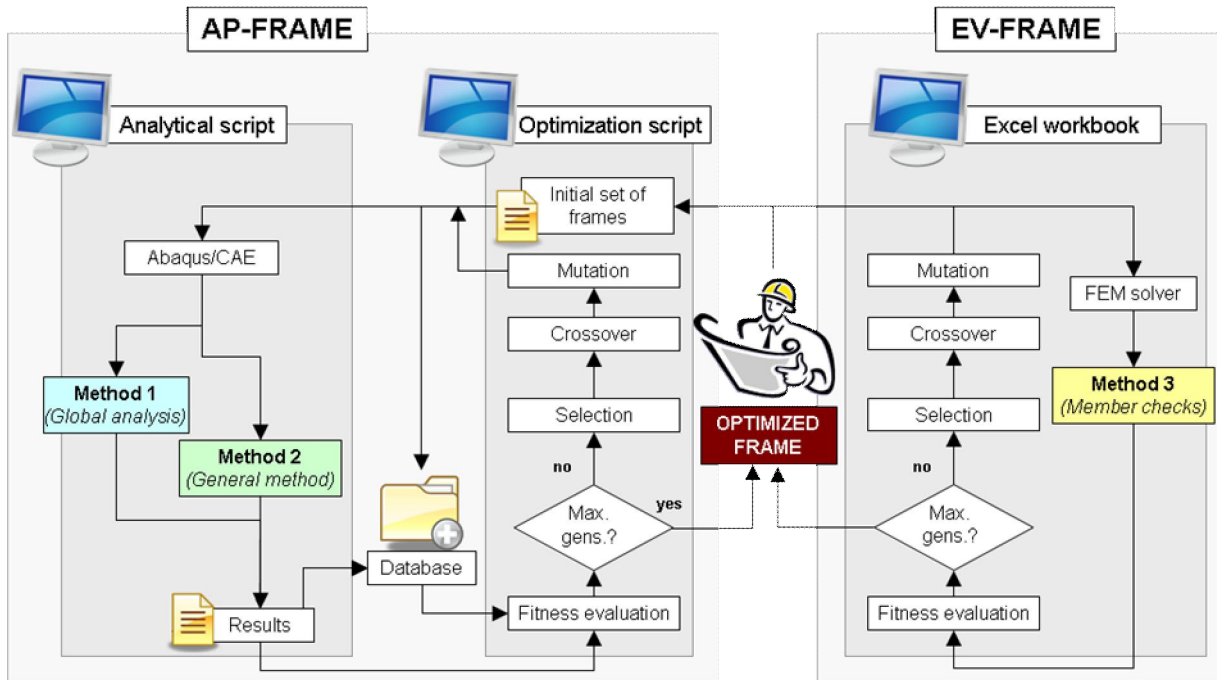 AP-FRAME
EV-FRAME
Analytical script
Optimization script
Excel workbook
Initial set of
frames
Abaqus/CAE
Mutation
Mutation
FEM solver
Crossover
Crossover
Method 1
(Global analysis)
Method 3
(Member checks)
Selection
OPTIMIZED
FRAME
Selection
Method 2
(General method)
no
no
yes
Max.
gens.?
Max.
gens.?
Database
Results
Fitness evaluation
Fitness evaluation